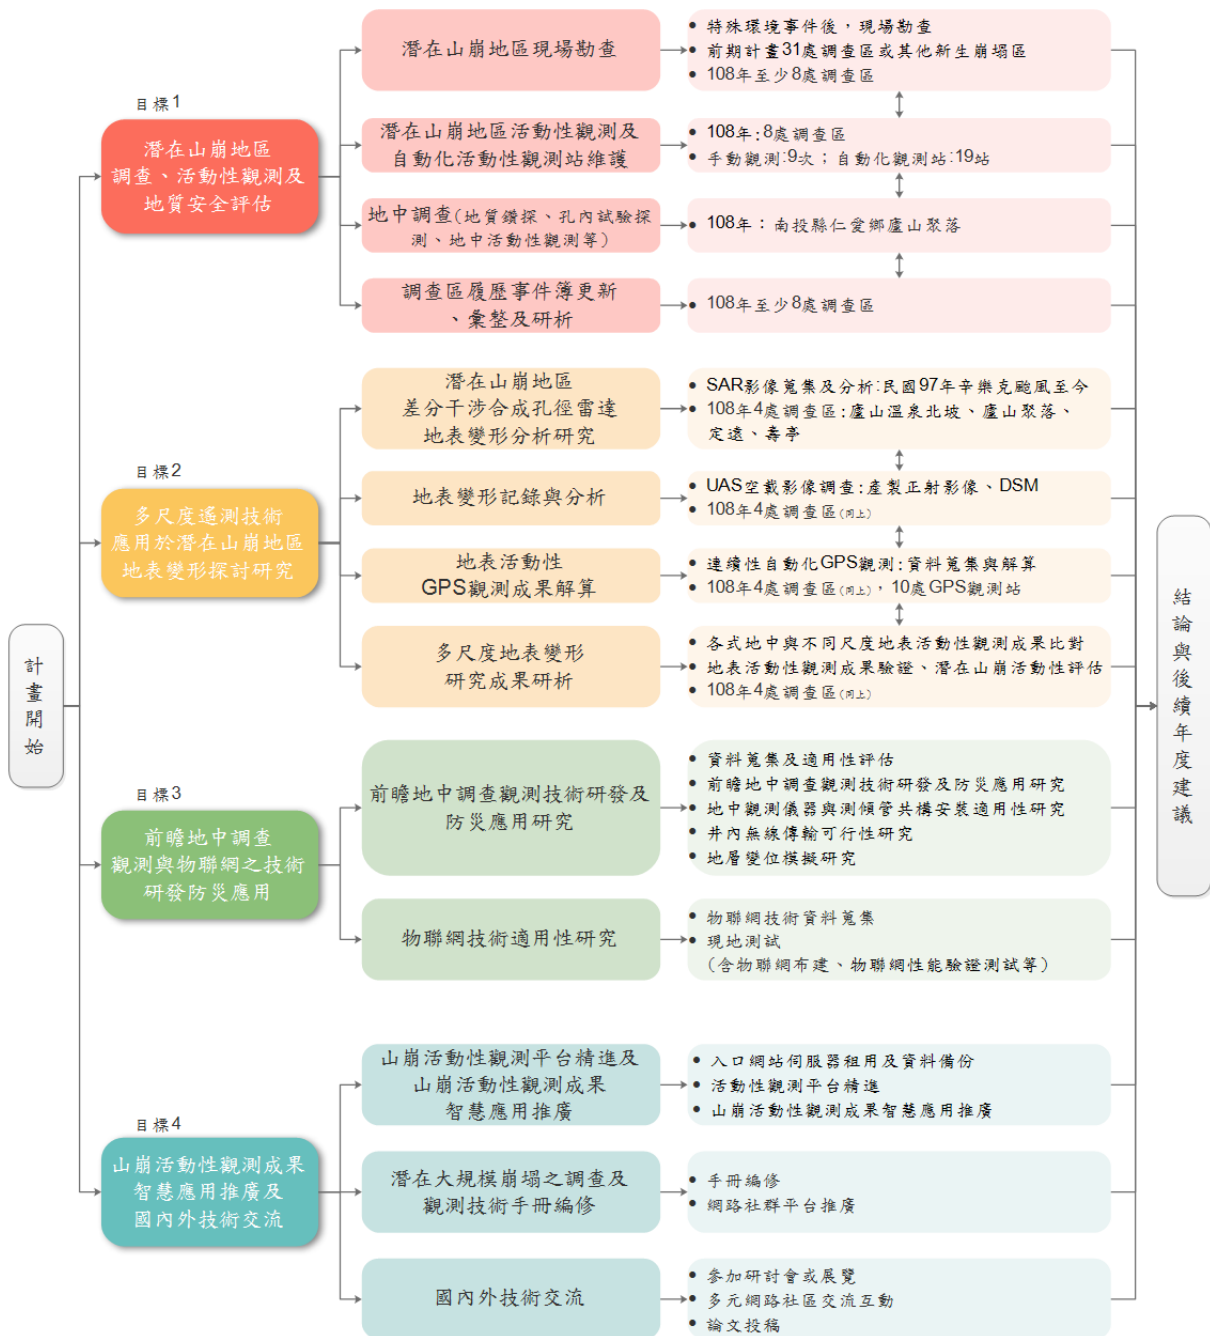 計畫開始
目標1
潛在山崩地區
調查、活動性觀測及
地質安全評估
潛在山崩地區現場勘查
• 特殊環境事件後，現場勘查
• 前期計畫31處調查區或其他新生崩塌區
• 108年至少8處調查區
潛在山崩地區活動性觀測及
自動化活動性觀測站維護
• 108年:8處調查區
• 手動觀測:9次；自動化觀測站:19站
地中調查(地質鑽探、孔內試驗探
測、地中活動性觀測等)
• 108年：南投縣仁愛鄉廬山聚落
調查區履歷事件簿更新
、彙整及研析
• 108年至少8處調查區
目標2
多尺度遙測技術
應用於潛在山崩地區
地表變形探討研究
潛在山崩地區
差分干涉合成孔徑雷達
地表變形分析研究
• SAR影像蒐集及分析:民國97年辛樂克颱風至今
• 108年4處調查區:廬山溫泉北坡、廬山聚落、
定遠、壽亭
地表變形記錄與分析
• UAS空載影像調查:產製正射影像、DSM
• 108年4處調查區(同上)
地表活動性
GPS觀測成果解算
• 連續性自動化GPS觀測:資料蒐集與解算
• 108年4處調查區(同上)，10處GPS觀測站
多尺度地表變形
研究成果研析
• 各式地中與不同尺度地表活動性觀測成果比對
• 地表活動性觀測成果驗證、潛在山崩活動性評估
• 108年4處調查區(同上)
目標3
前瞻地中調查
觀測與物聯網之技術
研發防災應用
前瞻地中調查觀測技術研發及
防災應用研究
• 資料蒐集及適用性評估
• 前瞻地中調查觀測技術研發及防災應用研究
• 地中觀測儀器與測傾管共構安裝適用性研究
• 井內無線傳輸可行性研究
• 地層變位模擬研究
物聯網技術適用性研究
• 物聯網技術資料蒐集
• 現地測試
(含物聯網布建、物聯網性能驗證測試等)
目標4
山崩活動性觀測成果
智慧應用推廣及
國內外技術交流
山崩活動性觀測平台精進及
山崩活動性觀測成果
智慧應用推廣
• 入口網站伺服器租用及資料備份
• 活動性觀測平台精進
• 山崩活動性觀測成果智慧應用推廣
潛在大規模崩塌之調查及
觀測技術手冊編修
• 手冊編修
• 網路社群平台推廣
國內外技術交流
• 參加研討會或展覽
• 多元網路社區交流互動
• 論文投稿
結論與後續年度建議